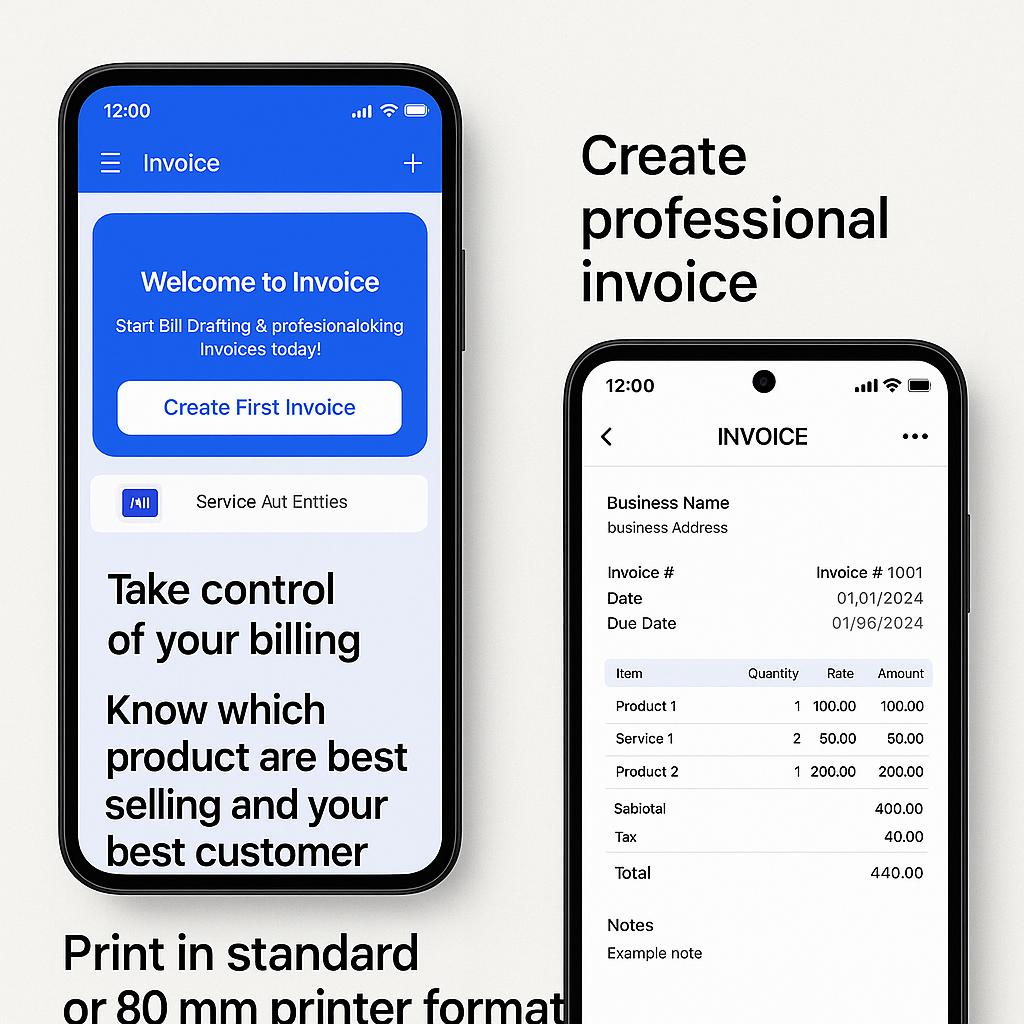 12:00
Invoice
Welcome to Invoice
Start Bill Drafting & profesionaloking
Invoices today!
Create First Invoice
Service Aut Entties
Take control
of your billing
Know which
product are best
selling and your
best customer
Print in standard
or 80 mm printer format
Create
professional
invoice
12:00
INVOICE
Business Name
business Address
Invoice # Invoice # 1001
Date 01,01/2024
Due Date 01/96/2024
Item Quantity Rate Amount
Product 1 1 100.00 100.00
Service 1 2 50.00 50.00
Product 2 1 200.00 200.00
Sabiotal 400.00
Tax 40.00
Total 440.00
Notes
Example note